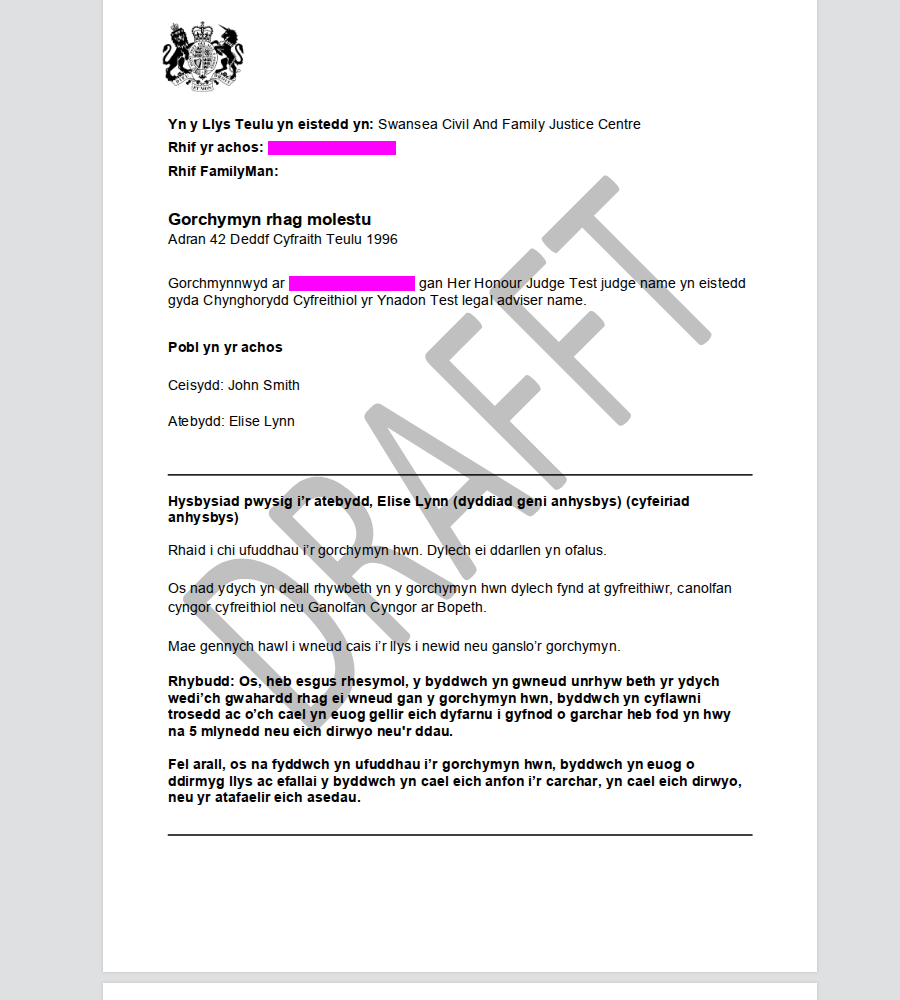 Yn y Llys Teulu yn eistedd yn: Swansea Civil And Family Justice Centre
Rhif yr achos:
Rhif FamilyMan:
Gorchymyn rhag molestu
Adran 42 Deddf Cyfraith Teulu 1996
Gorchmynnwyd ar gan Her Honour Judge Test judge name yn eistedd
gyda Chynghorydd Cyfreithiol yr Ynadon Test legal adviser name.
Pobl yn yr achos
Ceisydd: John Smith
Atebydd: Elise Lynn
Hysbysiad pwysig i’r atebydd, Elise Lynn (dyddiad geni anhysbys) (cyfeiriad
anhysbys)
Rhaid i chi ufuddhau i’r gorchymyn hwn. Dylech ei ddarllen yn ofalus.
Os nad ydych yn deall rhywbeth yn y gorchymyn hwn dylech fynd at gyfreithiwr, canolfan
cyngor cyfreithiol neu Ganolfan Cyngor ar Bopeth.
Mae gennych hawl i wneud cais i’r llys i newid neu ganslo’r gorchymyn.
Rhybudd: Os, heb esgus rhesymol, y byddwch yn gwneud unrhyw beth yr ydych
wedi’ch gwahardd rhag ei wneud gan y gorchymyn hwn, byddwch yn cyflawni
trosedd ac o’ch cael yn euog gellir eich dyfarnu i gyfnod o garchar heb fod yn hwy
na 5 mlynedd neu eich dirwyo neu'r ddau.
Fel arall, os na fyddwch yn ufuddhau i’r gorchymyn hwn, byddwch yn euog o
ddirmyg llys ac efallai y byddwch yn cael eich anfon i’r carchar, yn cael eich dirwyo,
neu yr atafaelir eich asedau.
DRAFFT